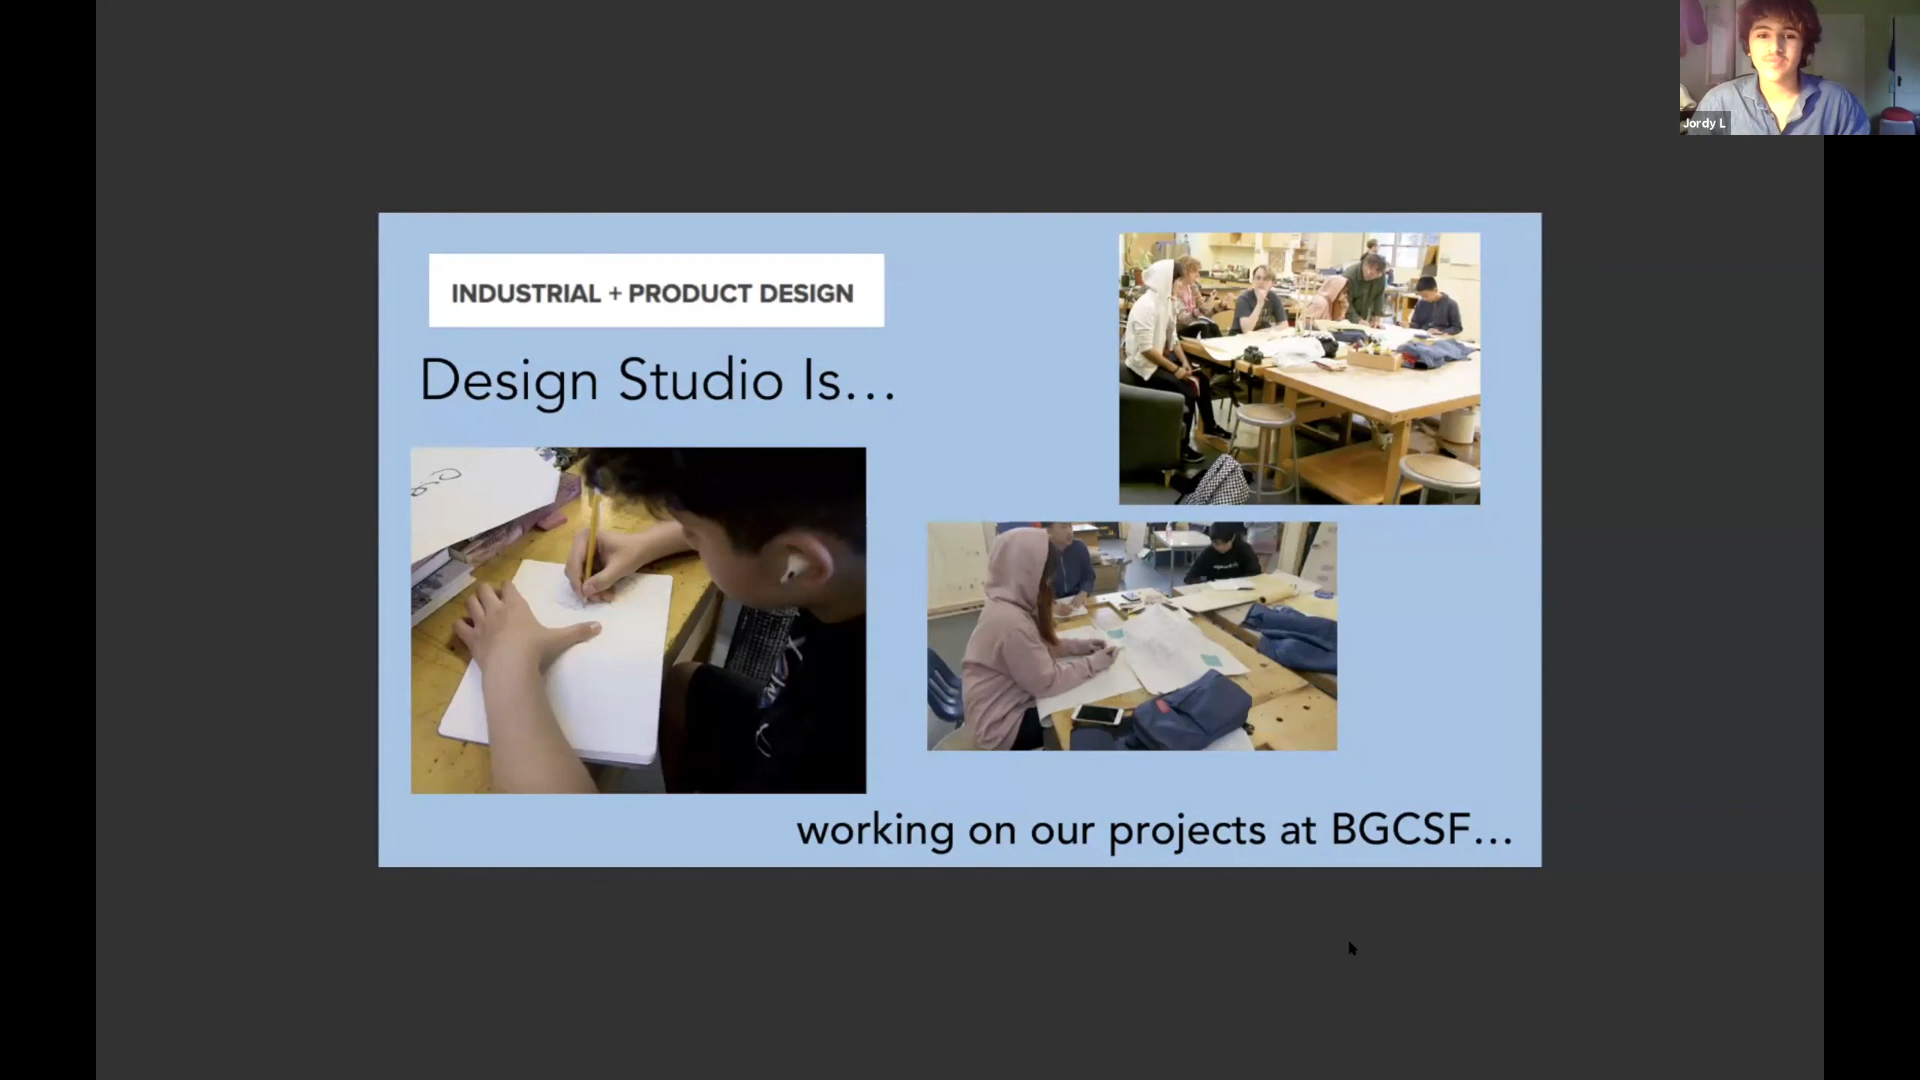 Jordy L
INDUSTRIAL + PRODUCT DESIGN
Design Studio Is...
working on our projects at BGCSF...